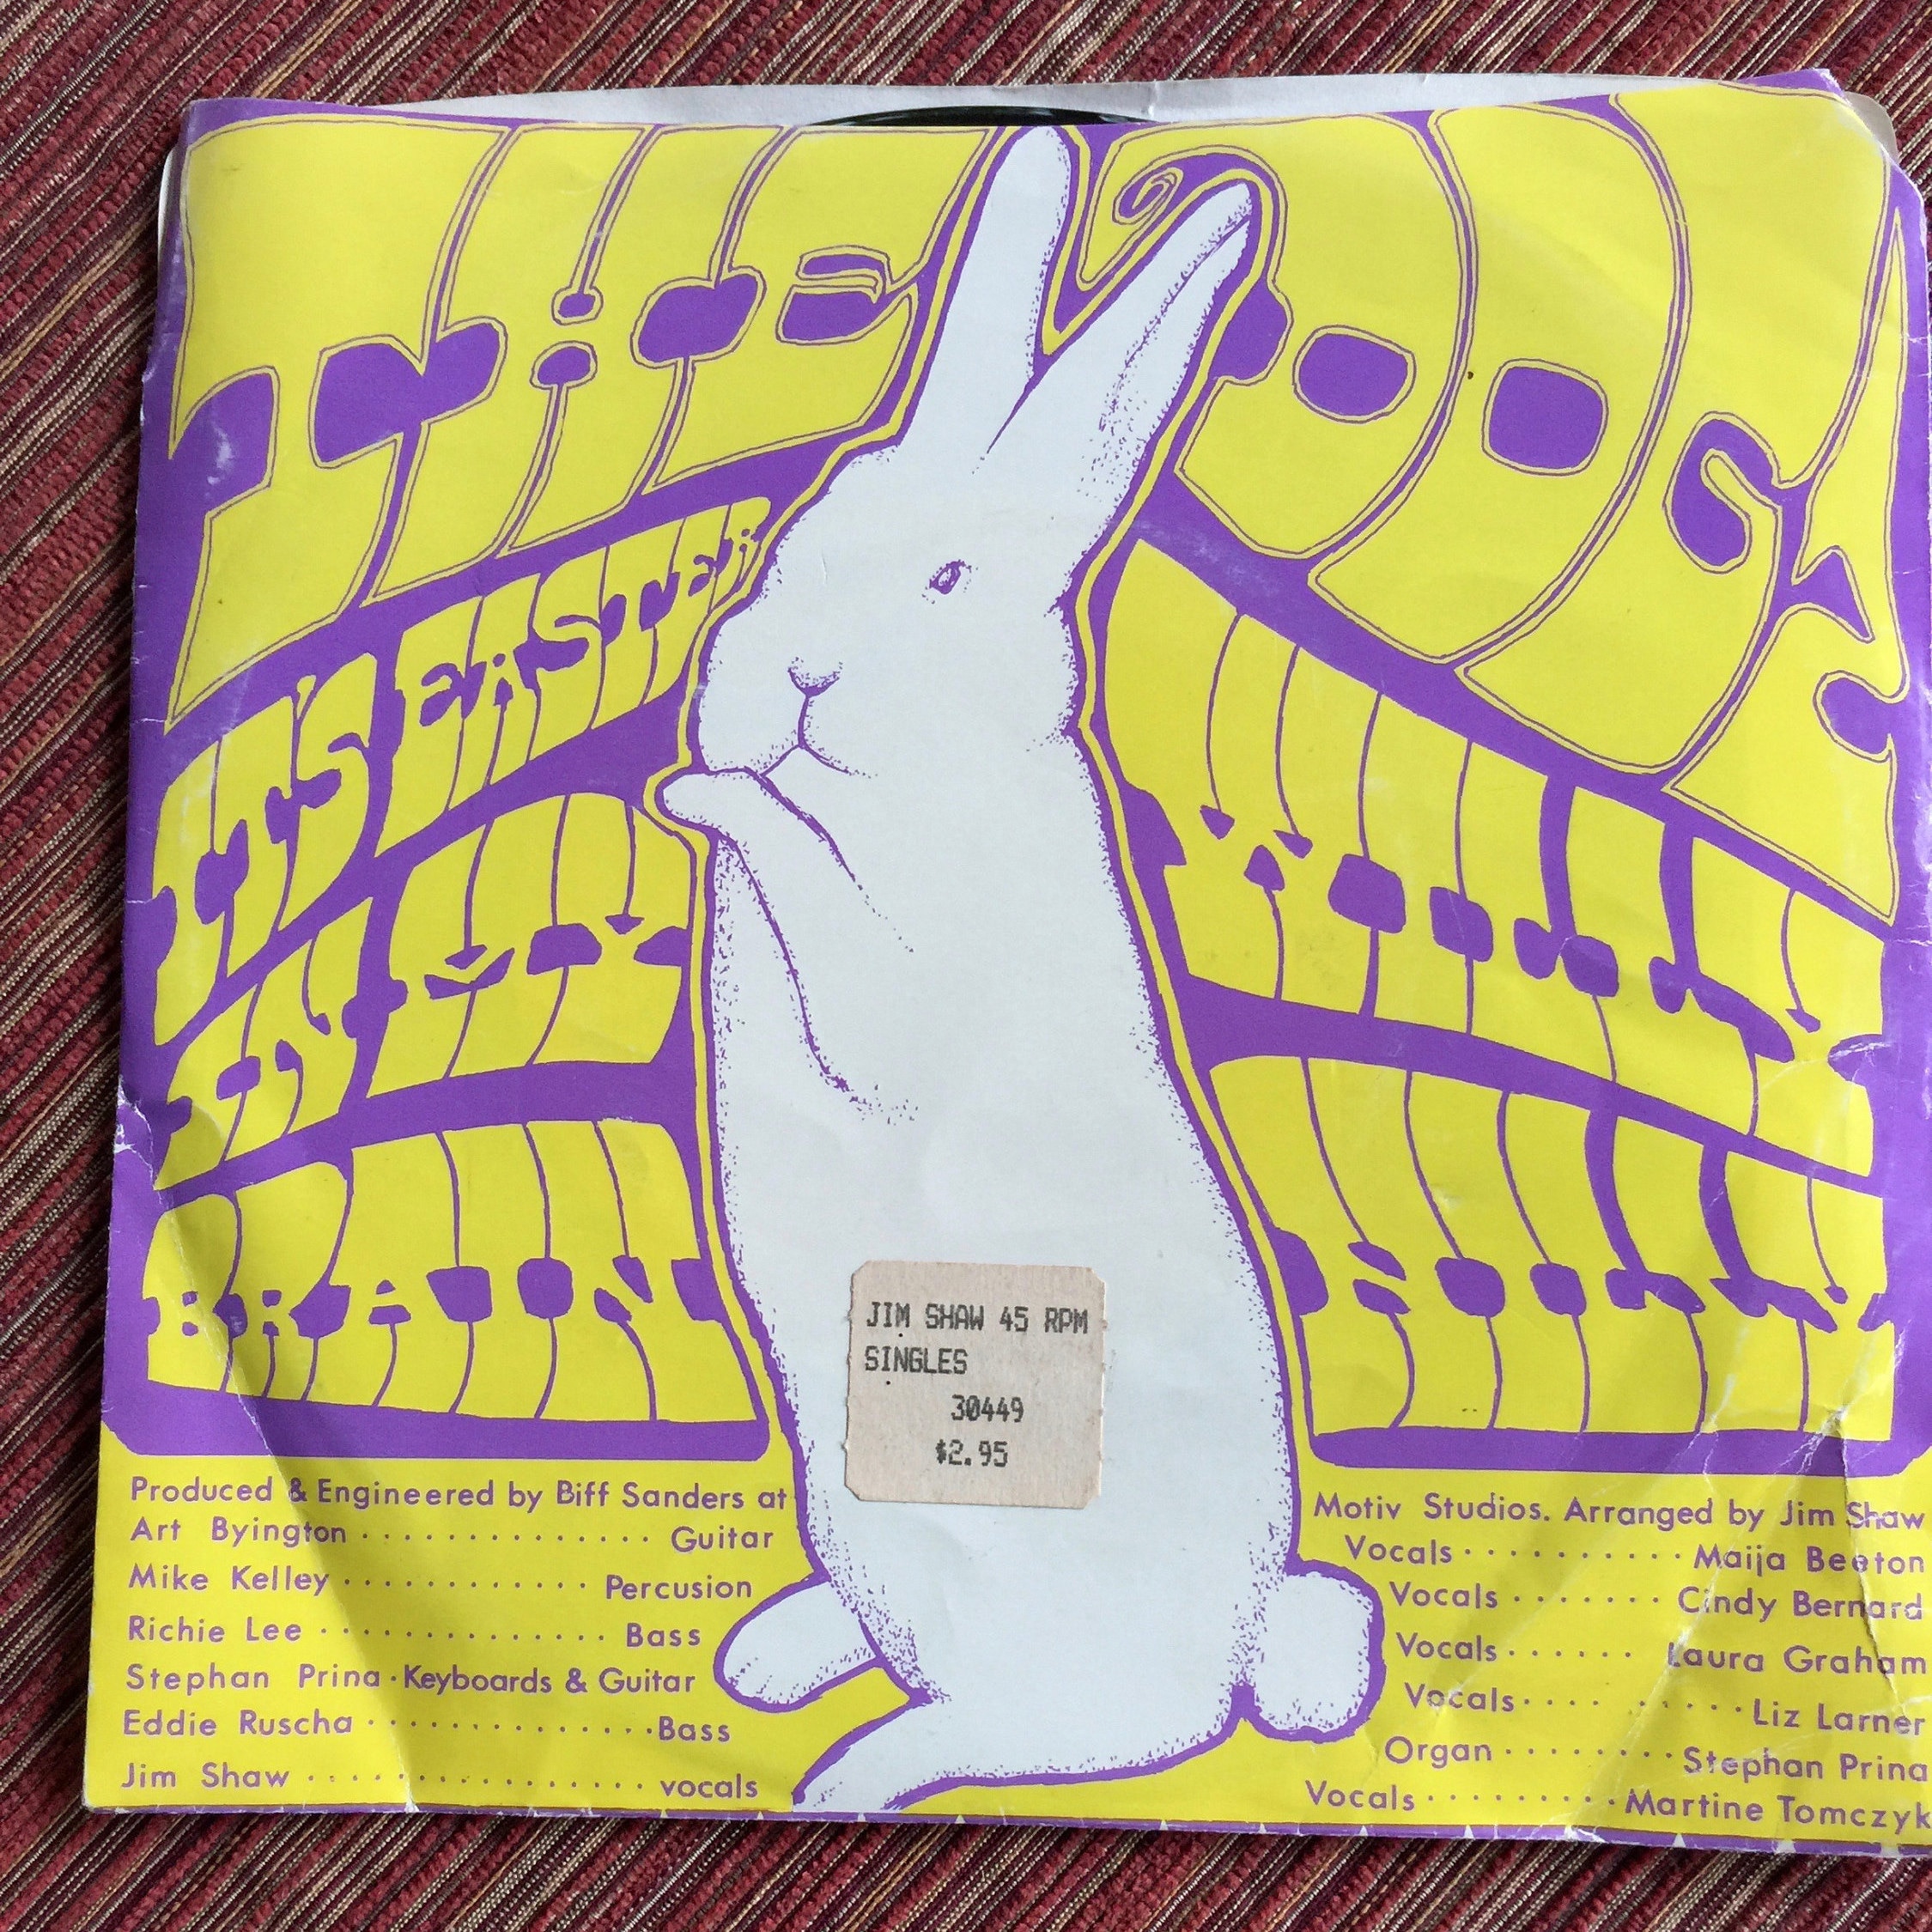 THE DOGZ
IT'S EASTER
IN MY
BRAIN
WILLY
NILLY
JIM SHAW 45 RPM
SINGLES
30449
$2.95
Produced & Engineered by Biff Sanders at
Art Byington . . . . . . . . . . . . . . Guitar
Mike Kelley . . . . . . . . . . . . Percusion
Richie Lee . . . . . . . . . . . . . . Bass
Stephan Prina . Keyboards & Guitar
Eddie Ruscha . . . . . . . . . . . . . . Bass
Jim Shaw . . . . . . . . . . . . . . . . . vocals
Motiv Studios. Arranged by Jim Shaw
Vocals . . . . . . . . . . Maija Beeton
Vocals . . . . . . . Cindy Bernard
Vocals . . . . . . Laura Graham
Vocals . . . . . . . . . Liz Larner
Organ . . . . . . . . Stephan Prina
Vocals . . . . . . . . . Martine Tomczyk